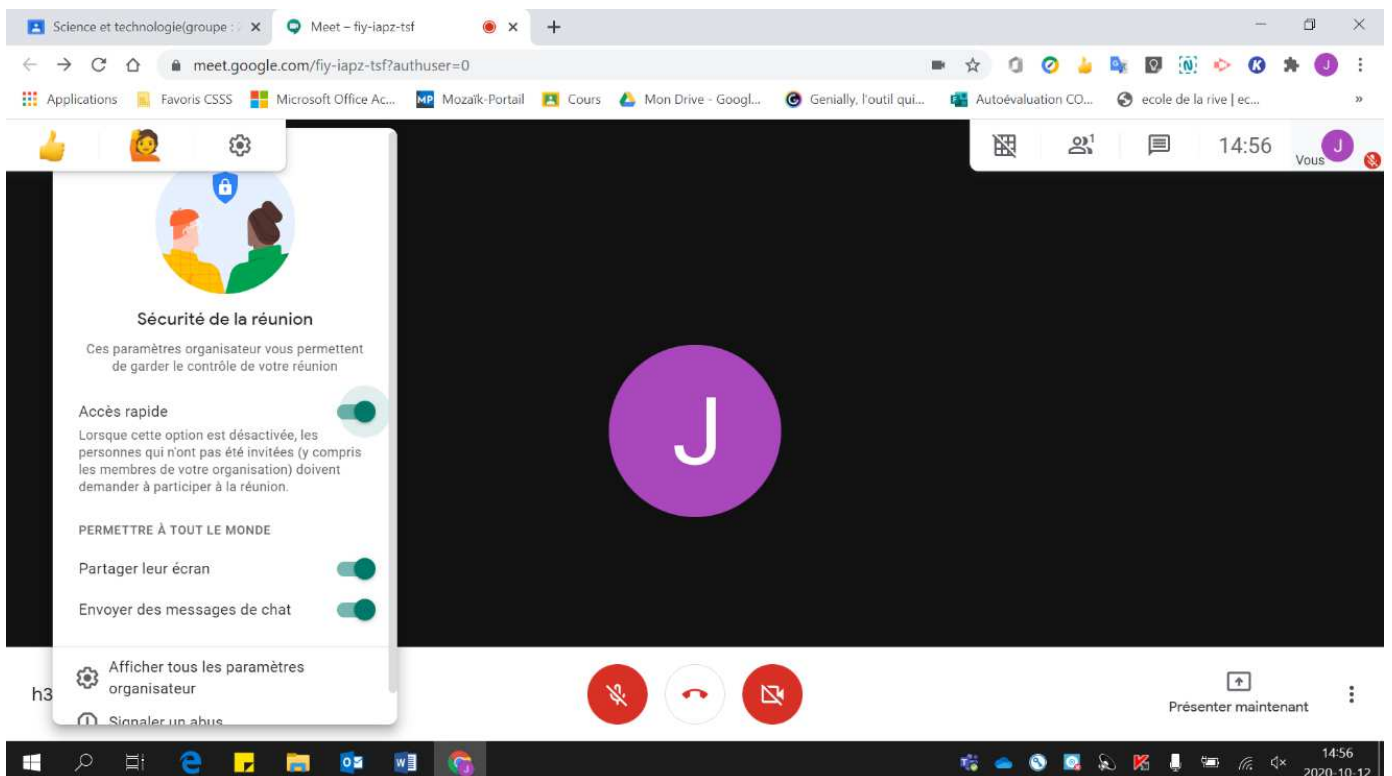 Science et technologie(groupe :
Meet – fiy-iapz-tsf
meet.google.com/fiy-iapz-tsf?authuser=0
Applications Favoris CSSS Microsoft Office Ac... MP Mozaïk-Portail Cours Mon Drive - Googl... Genially, l'outil qui... Autoévaluation CO... ecole de la rive | ec... »
1 14:56 Vous J
Sécurité de la réunion
Ces paramètres organisateur vous permettent
de garder le contrôle de votre réunion
Accès rapide
Lorsque cette option est désactivée, les
personnes qui n'ont pas été invitées (y compris
les membres de votre organisation) doivent
demander à participer à la réunion.
PERMETTRE À TOUT LE MONDE
Partager leur écran
Envoyer des messages de chat
Afficher tous les paramètres
organisateur
Signaler un abus
J
h3
Présenter maintenant
14:56
2020-10-12